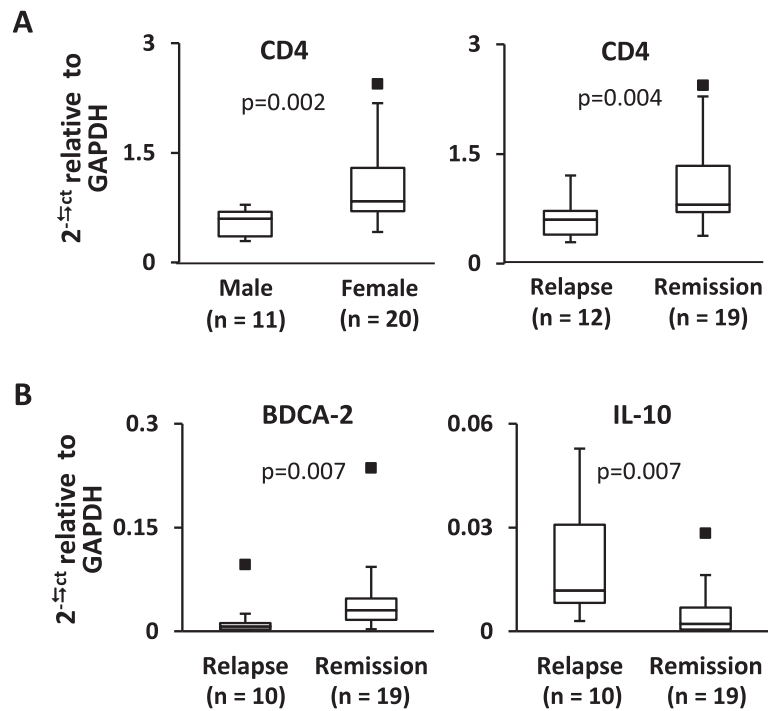 A
CD4
CD4
3
3
p=0.002
p=0.004
2-⇆ct relative to
GAPDH
1.5
1.5
0
0
Male
Female
Relapse
Remission
(n = 11)
(n = 20)
(n = 12)
(n = 19)
B
BDCA-2
IL-10
0.3
0.06
p=0.007
p=0.007
2-⇆ct relative to
GAPDH
0.15
0.03
0
0
Relapse
Remission
Relapse
Remission
(n = 10)
(n = 19)
(n = 10)
(n = 19)